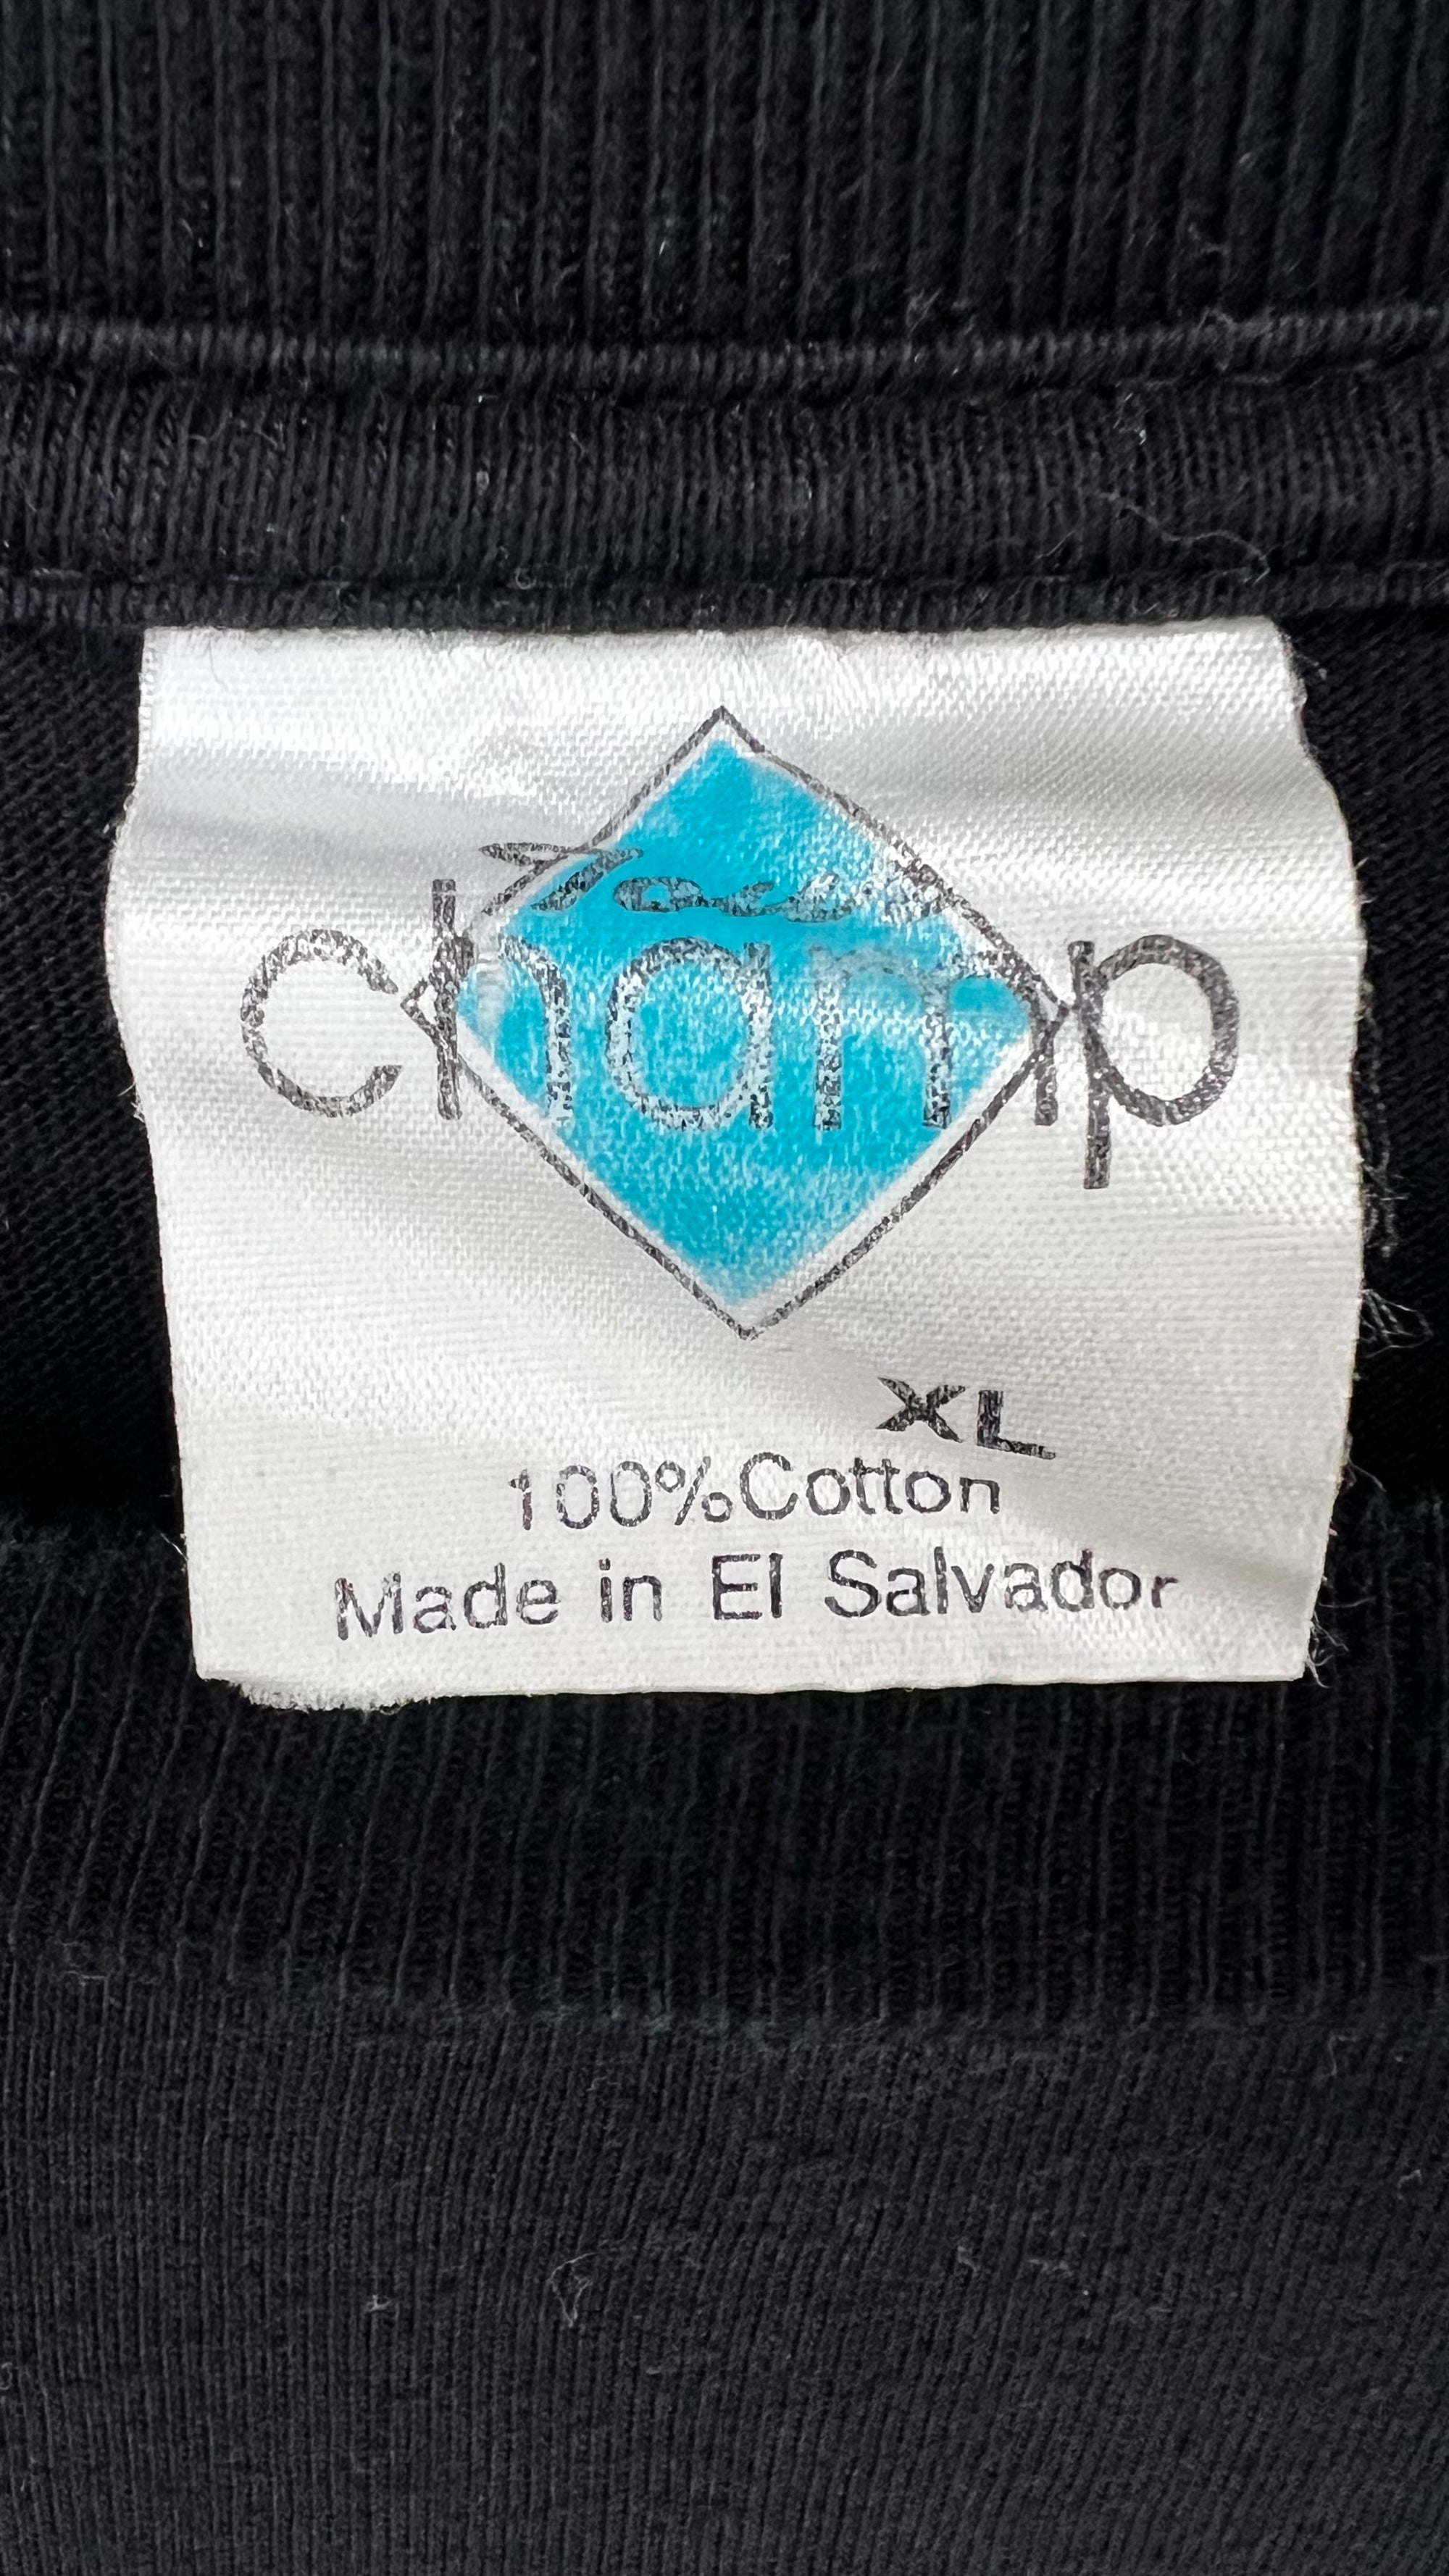 champ
XL
100%Cotton
Made in El Salvador